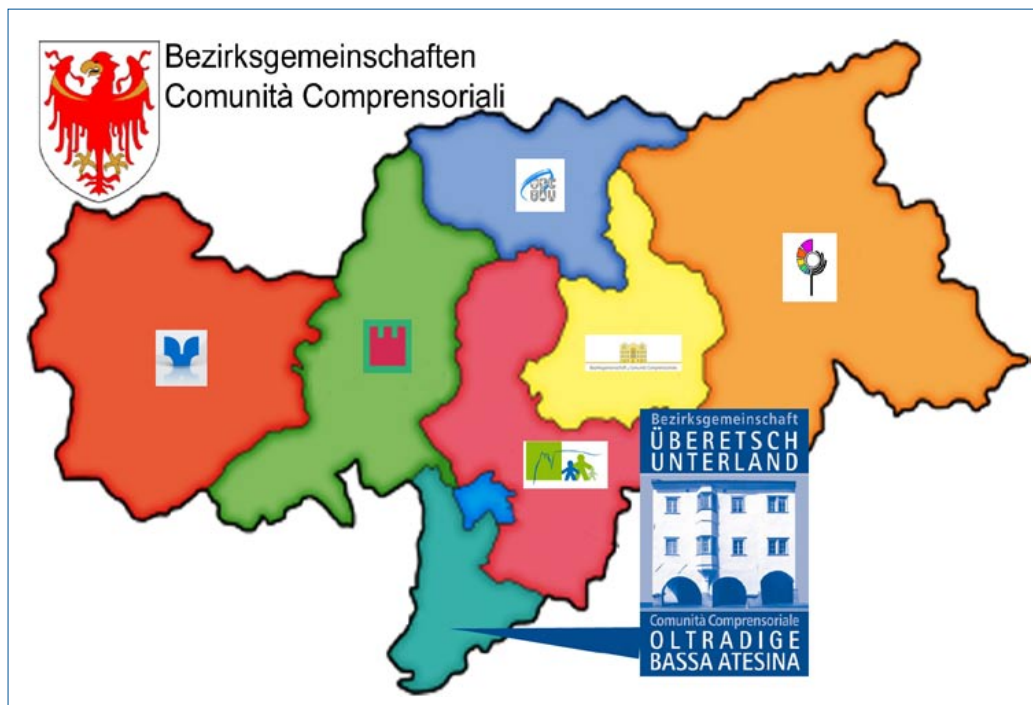 Bezirksgemeinschaften
Comunità Comprensoriali
Bezirksgemeinschaft
ÜBERETSCH
UNTERLAND
Comunità Comprensoriale
OLTRADIGE
BASSA ATESINA